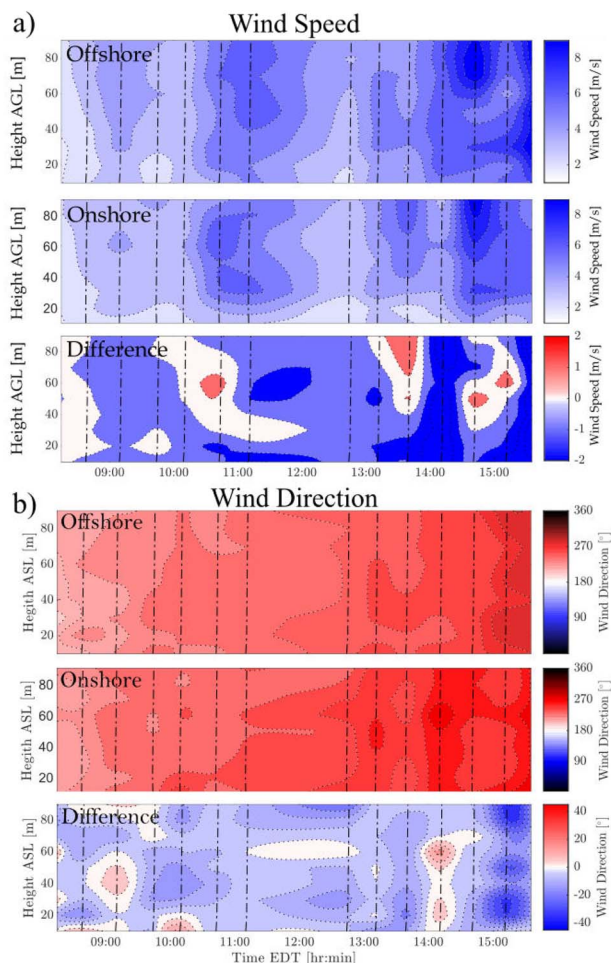 a)
Wind Speed
Offshore
Height AGL [m]
80
60
40
20
8
6
4
2
Wind Speed [m/s]
Onshore
Height AGL [m]
80
60
40
20
8
6
4
2
Wind Speed [m/s]
Difference
Height AGL [m]
80
60
40
20
2
1
0
-1
-2
Wind Speed [m/s]
09:00 10:00 11:00 12:00 13:00 14:00 15:00
b)
Wind Direction
Offshore
Hegith ASL [m]
80
60
40
20
360
270
180
90
Wind Direction [°]
Onshore
Hegith ASL [m]
80
60
40
20
360
270
180
90
Wind Direction [°]
Difference
Height ASL [m]
80
60
40
20
40
20
0
-20
-40
Wind Direction [°]
09:00 10:00 11:00 12:00 13:00 14:00 15:00
Time EDT [hr:min]